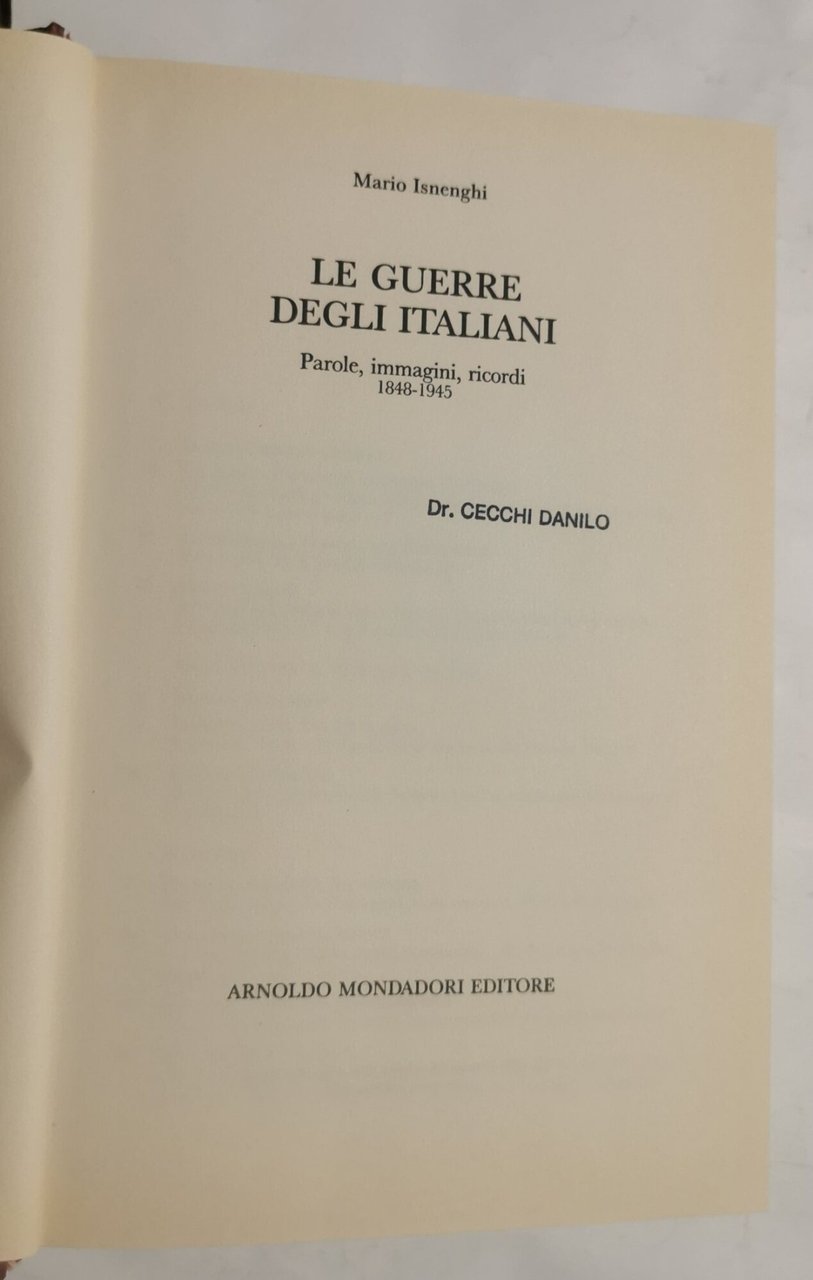 Mario Isnenghi
LE GUERRE
DEGLI ITALIANI
Parole, immagini, ricordi
1848-1945
Dr. CECCHI DANILO
ARNOLDO MONDADORI EDITORE